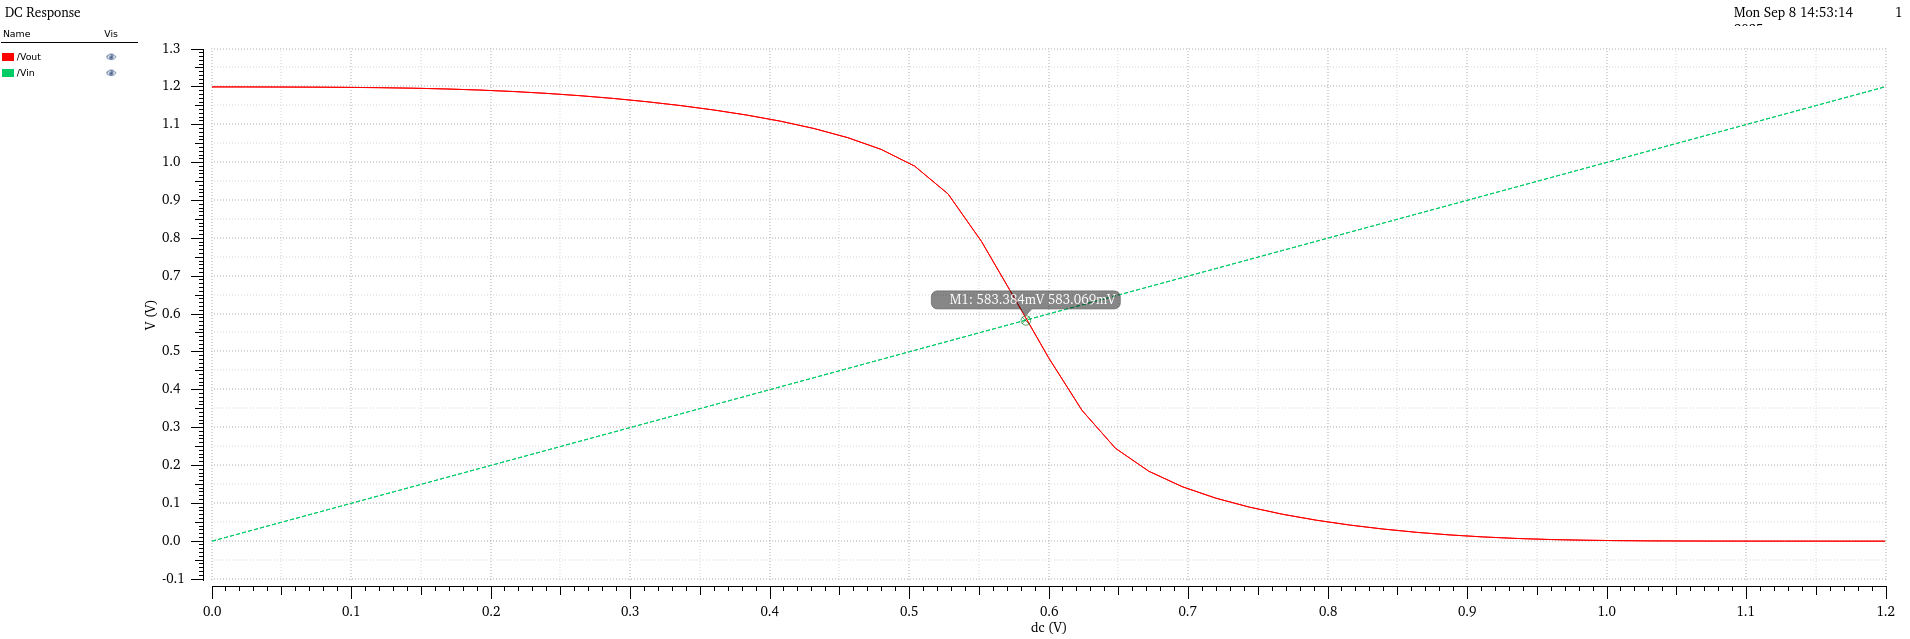 DC Response
Mon Sep 8 14:53:14 1
Name Vis
/Vout
/Vin
1.3
1.2
1.1
1.0
0.9
0.8
0.7
0.6
0.5
0.4
0.3
0.2
0.1
0.0
-0.1
V (V)
M1: 583.384mV 583.069mV
0.0 0.1 0.2 0.3 0.4 0.5 0.6 0.7 0.8 0.9 1.0 1.1 1.2
dc (V)